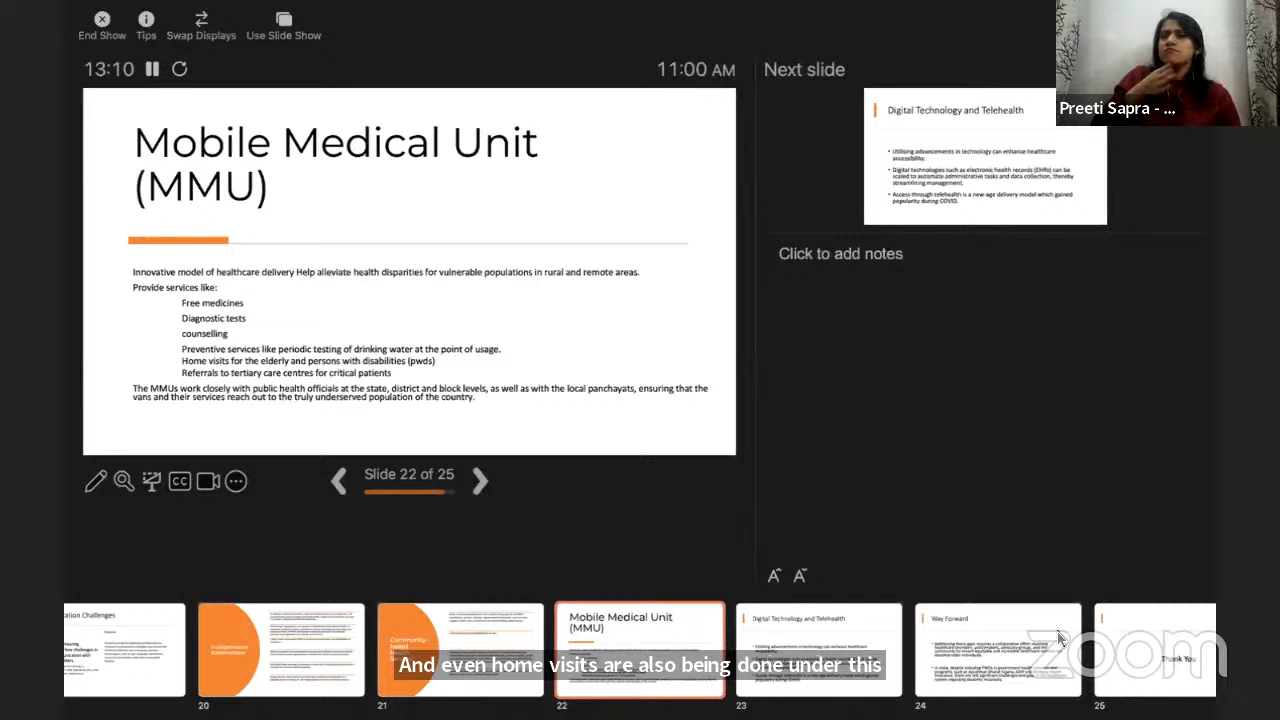 End Show
Tips
Swap Displays
Use Slide Show
13:10
11:00 AM
Mobile Medical Unit
(MMU)
Innovative model of healthcare delivery Help alleviate health disparities for vulnerable populations in rural and remote areas.
Provide services like:
Free medicines
Diagnostic tests
counselling
Preventive services like periodic testing of drinking water at the point of usage.
Home visits for the elderly and persons with disabilities (pwds)
Referrals to tertiary care centres for critical patients
The MMUs work closely with public health officials at the state, district and block levels, as well as with the local panchayats, ensuring that the
vans and their services reach out to the truly underserved population of the country.
CC
Slide 22 of 25
Next slide
Preeti Sapra - ...
Digital Technology and Telehealth
• Utilising advancements in technology can enhance healthcare
accessibility.
• Digital technologies such as electronic health records (EHRs) can be
scaled to automate administrative tasks and data collection, thereby
streamlining management.
• Access through telehealth is a new-age delivery model which gained
popularity during COVID.
Click to add notes
A A
Challenges
Community-
Mobile Medical Unit
(MMU)
Digital Technology and Telehealth
Way Forward
Thank You
And even home visits are also being done under this
zoom
20
21
22
23
24
25